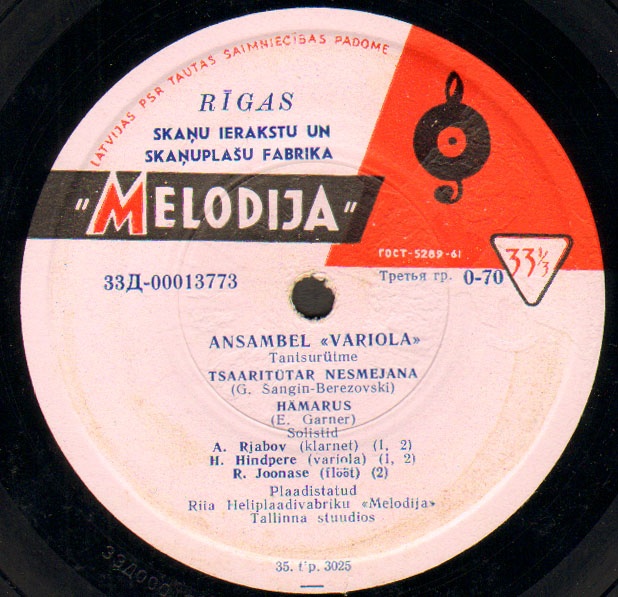 LATVIJAS PSR TAUTAS SAIMNIECĪBAS PADOME
RĪGAS
SKAŅU IERAKSTU UN
SKAŅUPLAŠU FABRIKA
"MELODIJA"
ГОСТ-5289-61
33Д-00013773
Третья гр. 0-70
33⅓
ANSAMBEL «VARIOLA»
Tantsurütme
TSAARITÜTAR NESMEJANA
(G. Sangin-Berezovski)
HÄMARUS
(E. Garner)
Solistid
A. Rjabov (klarnet) (1, 2)
H. Hindpere (variola) (1, 2)
R. Joonase (flööt) (2)
Plaadistatud
Riia Heliplaadivabriku «Melodija»
Tallinna stuudios
35. t'p. 3025